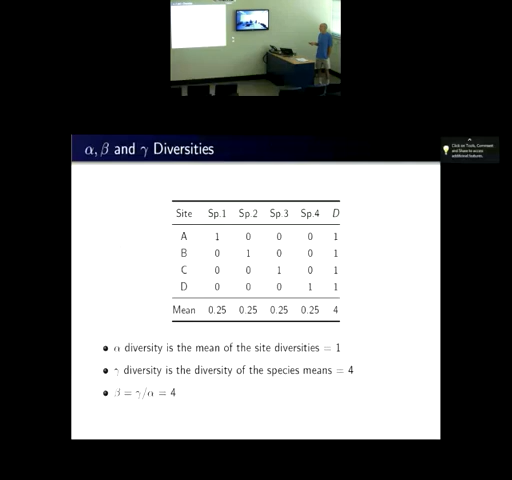 α, β and γ Diversities
Click on Tools, Comment
and Share to access
additional features.
Site Sp.1 Sp.2 Sp.3 Sp.4 D
A 1 0 0 0 1
B 0 1 0 0 1
C 0 0 1 0 1
D 0 0 0 1 1
Mean 0.25 0.25 0.25 0.25 4
α diversity is the mean of the site diversities = 1
γ diversity is the diversity of the species means = 4
β = γ/α = 4